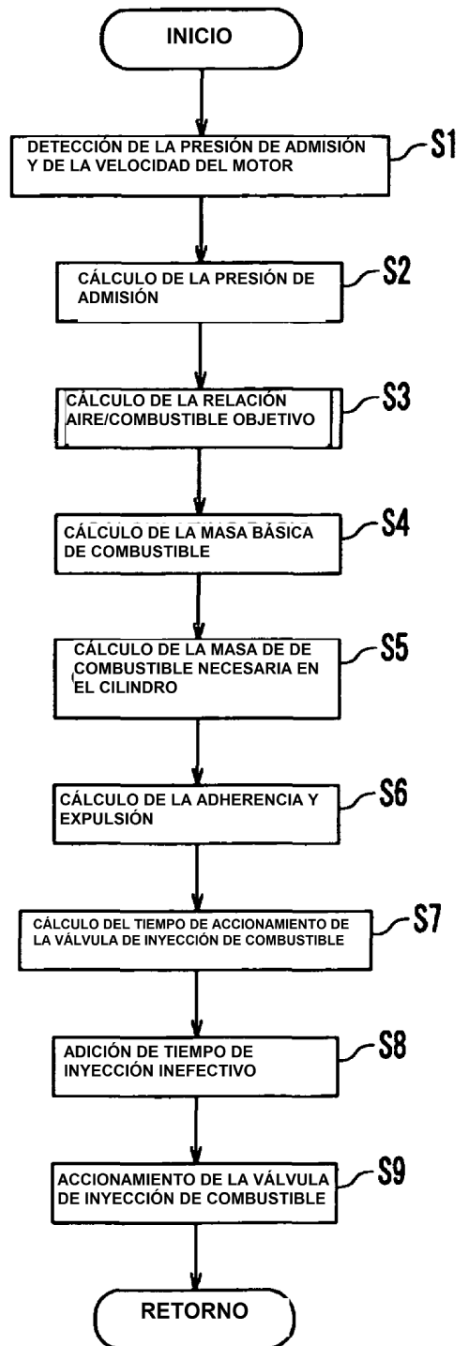 INICIO
DETECCIÓN DE LA PRESIÓN DE ADMISIÓN
Y DE LA VELOCIDAD DEL MOTOR
S1
CÁLCULO DE LA PRESIÓN DE
ADMISIÓN
S2
CÁLCULO DE LA RELACIÓN
AIRE/COMBUSTIBLE OBJETIVO
S3
CÁLCULO DE LA MASA BÁSICA
DE COMBUSTIBLE
S4
CÁLCULO DE LA MASA DE DE
COMBUSTIBLE NECESARIA EN
EL CILINDRO
S5
CÁLCULO DE LA ADHERENCIA Y
EXPULSIÓN
S6
CÁLCULO DEL TIEMPO DE ACCIONAMIENTO DE
LA VÁLVULA DE INYECCIÓN DE COMBUSTIBLE
S7
ADICIÓN DE TIEMPO DE
INYECCIÓN INEFECTIVO
S8
ACCIONAMIENTO DE LA VÁLVULA
DE INYECCIÓN DE COMBUSTIBLE
S9
RETORNO